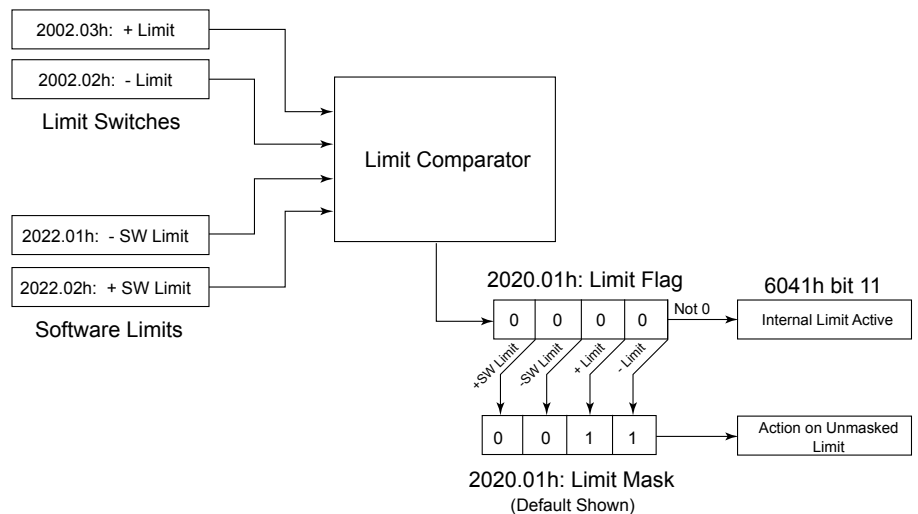 2002.03h: + Limit
2002.02h: - Limit
Limit Switches
Limit Comparator
2022.01h: - SW Limit
2022.02h: + SW Limit
Software Limits
2020.01h: Limit Flag
0 0 0 0
Not 0
6041h bit 11
Internal Limit Active
+SW Limit
-SW Limit
+ Limit
- Limit
0 0 1 1
Action on Unmasked
Limit
2020.01h: Limit Mask
(Default Shown)